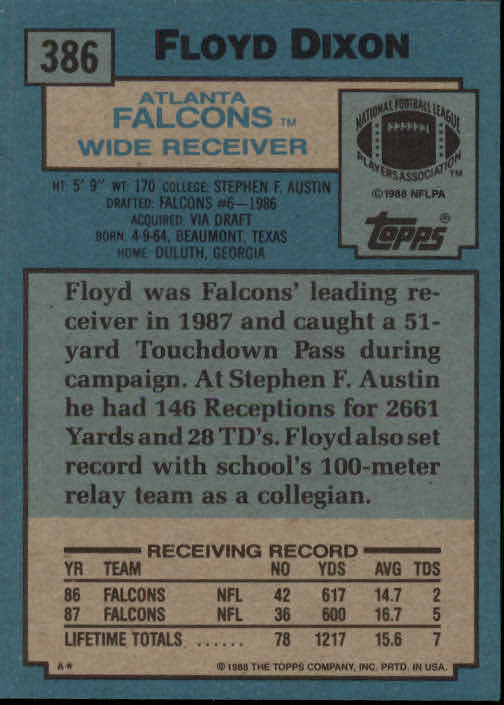 386
FLOYD DIXON
ATLANTA
FALCONS TM
WIDE RECEIVER
NATIONAL FOOTBALL LEAGUE
PLAYERS ASSOCIATION TM
© 1988 NFLPA
TOPPS®
HT: 5' 9" WT: 170 COLLEGE: STEPHEN F. AUSTIN
DRAFTED: FALCONS #6—1986
ACQUIRED: VIA DRAFT
BORN: 4-9-64, BEAUMONT, TEXAS
HOME: DULUTH, GEORGIA
Floyd was Falcons' leading re-
ceiver in 1987 and caught a 51-
yard Touchdown Pass during
campaign. At Stephen F. Austin
he had 146 Receptions for 2661
Yards and 28 TD's. Floyd also set
record with school's 100-meter
relay team as a collegian.
RECEIVING RECORD
YR TEAM NO YDS AVG TDS
86 FALCONS NFL 42 617 14.7 2
87 FALCONS NFL 36 600 16.7 5
LIFETIME TOTALS ...... 78 1217 15.6 7
A* © 1988 THE TOPPS COMPANY, INC. PRTD. IN USA.